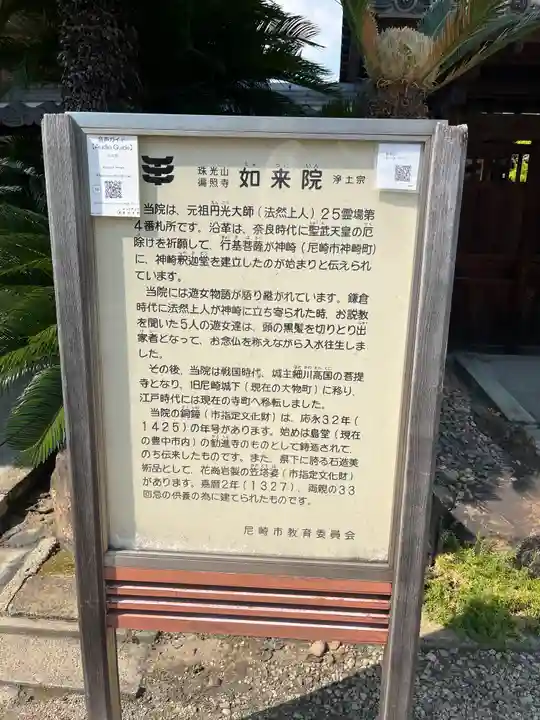 音声ガイド
【Audio Guide】
珠光山
遍照寺
如来院
浄土宗
当院は、元祖円光大師（法然上人）25霊場第
4番札所です。沿革は、奈良時代に聖武天皇の厄
除けを祈願して、行基菩薩が神崎（尼崎市神崎町）
に、神崎釈迦堂を建立したのが始まりと伝えられ
ています。
当院には遊女物語が語り継がれています。鎌倉
時代に法然上人が神崎に立ち寄られた時、お説教
を聞いた5人の遊女達は、頭の黒髪を切りとり出
家者となって、お念仏を称えながら入水往生しま
した。
その後、当院は戦国時代、城主細川高国の菩提
寺となり、旧尼崎城下（現在の大物町）に移り、
江戸時代には現在の寺町へ移転しました。
当院の銅鐘（市指定文化財）は、応永32年
（1425）の年号があります。始めは島堂（現在
の豊中市内）の勧進寺のものとして鋳造されて、
のち伝来したものです。また、県下に誇る石造美
術品として、花崗岩製の笠塔婆（市指定文化財）
があります。嘉暦2年（1327）、両親の33
回忌の供養の為に建てられたものです。
尼崎市教育委員会